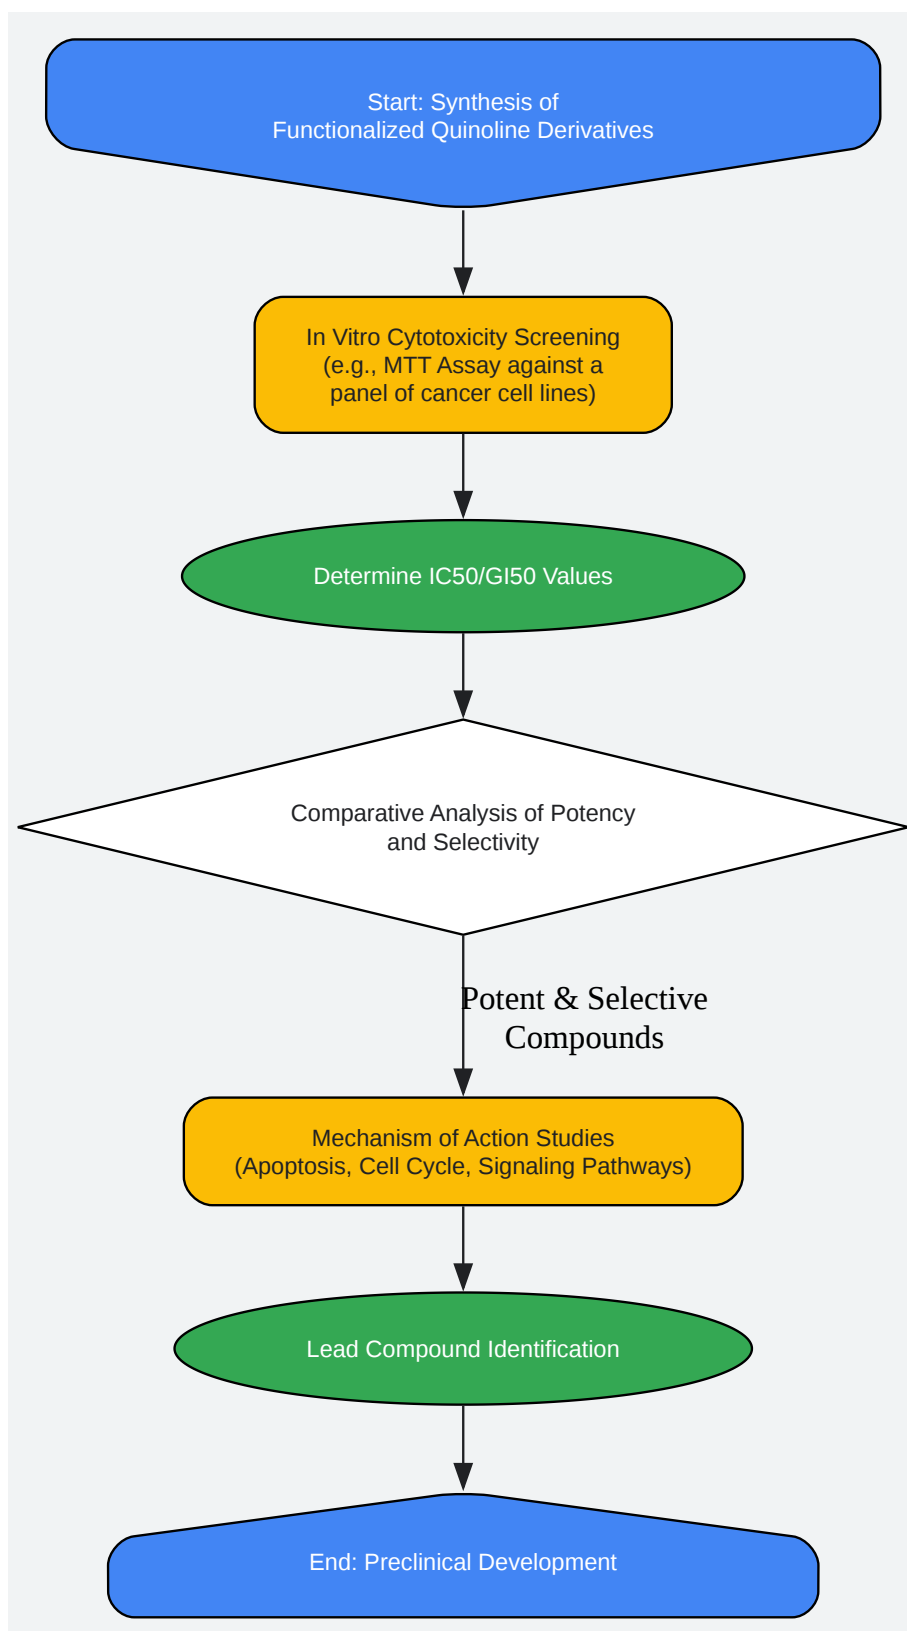 Start: Synthesis of
Functionalized Quinoline Derivatives
In Vitro Cytotoxicity Screening
(e.g., MTT Assay against a
panel of cancer cell lines)
Determine IC50/GI50 Values
Comparative Analysis of Potency
and Selectivity
Potent & Selective
Compounds
Mechanism of Action Studies
(Apoptosis, Cell Cycle, Signaling Pathways)
Lead Compound Identification
End: Preclinical Development